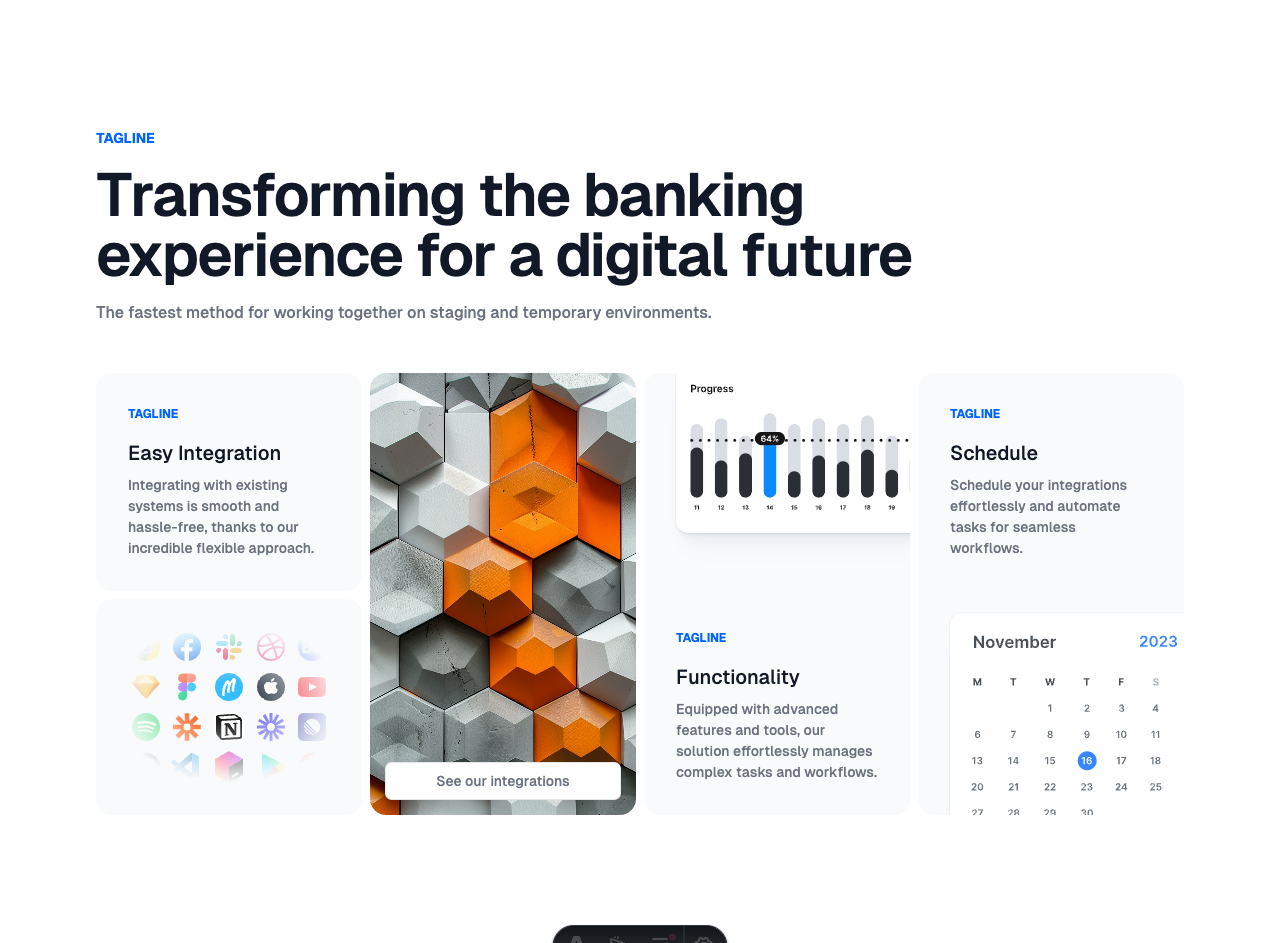 TAGLINE
Transforming the banking
experience for a digital future
The fastest method for working together on staging and temporary environments.
TAGLINE
Easy Integration
Integrating with existing
systems is smooth and
hassle-free, thanks to our
incredible flexible approach.
See our integrations
Progress
64%
11 12 13 14 15 16 17 18 19
TAGLINE
Functionality
Equipped with advanced
features and tools, our
solution effortlessly manages
complex tasks and workflows.
TAGLINE
Schedule
Schedule your integrations
effortlessly and automate
tasks for seamless
workflows.
November 2023
M T W T F S
1 2 3 4
6 7 8 9 10 11
13 14 15 16 17 18
20 21 22 23 24 25
27 28 29 30